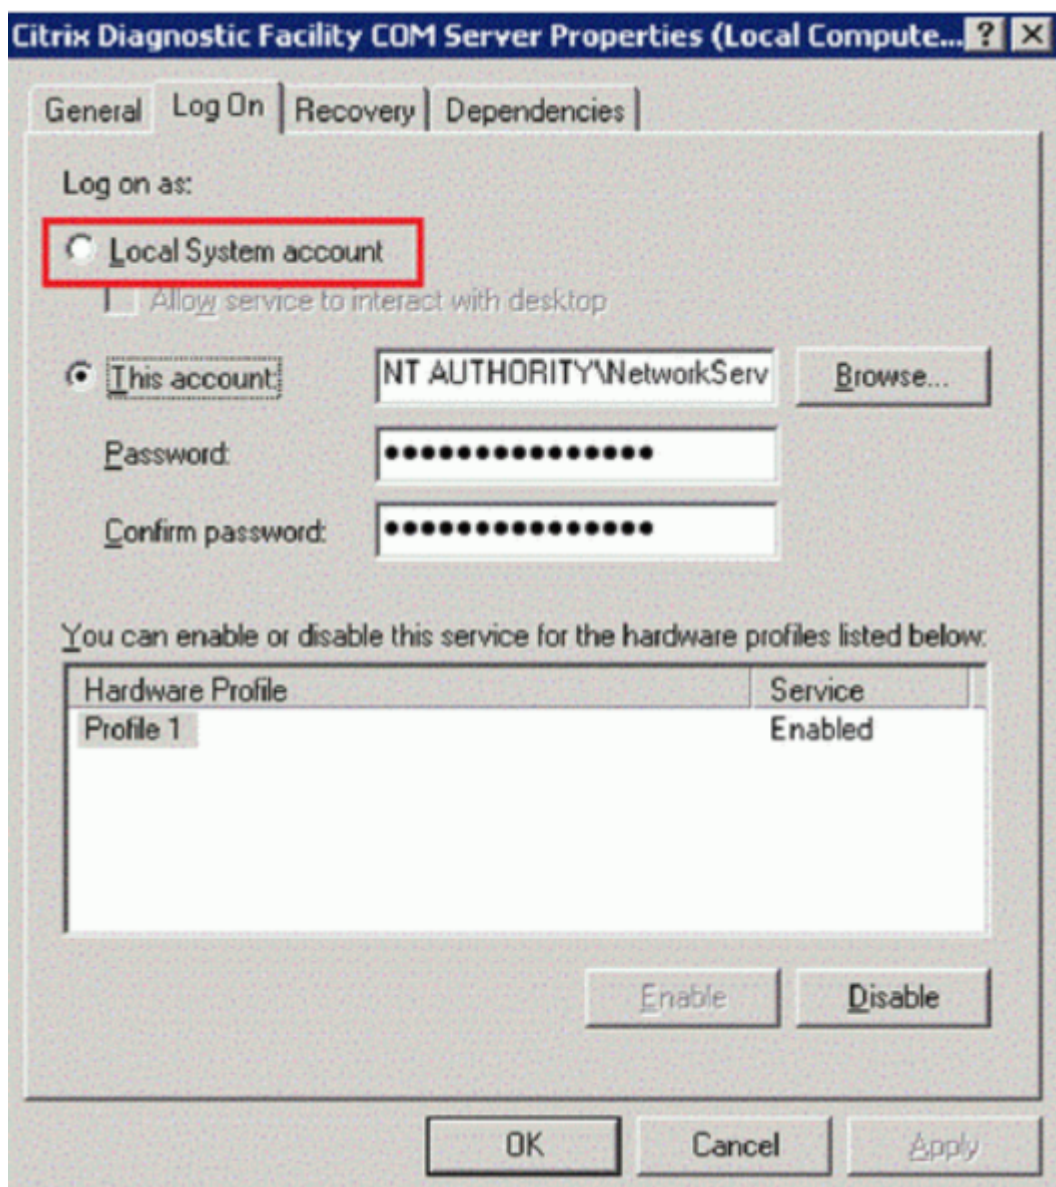 Citrix Diagnostic Facility COM Server Properties (Local Compute...
General Log On Recovery Dependencies
Log on as:
Local System account
Allow service to interact with desktop
This account: NT AUTHORITY\NetworkServ Browse...
Password: ●●●●●●●●●●●●●●●
Confirm password: ●●●●●●●●●●●●●●●
You can enable or disable this service for the hardware profiles listed below:
Hardware Profile Service
Profile 1 Enabled
Enable Disable
OK Cancel Apply